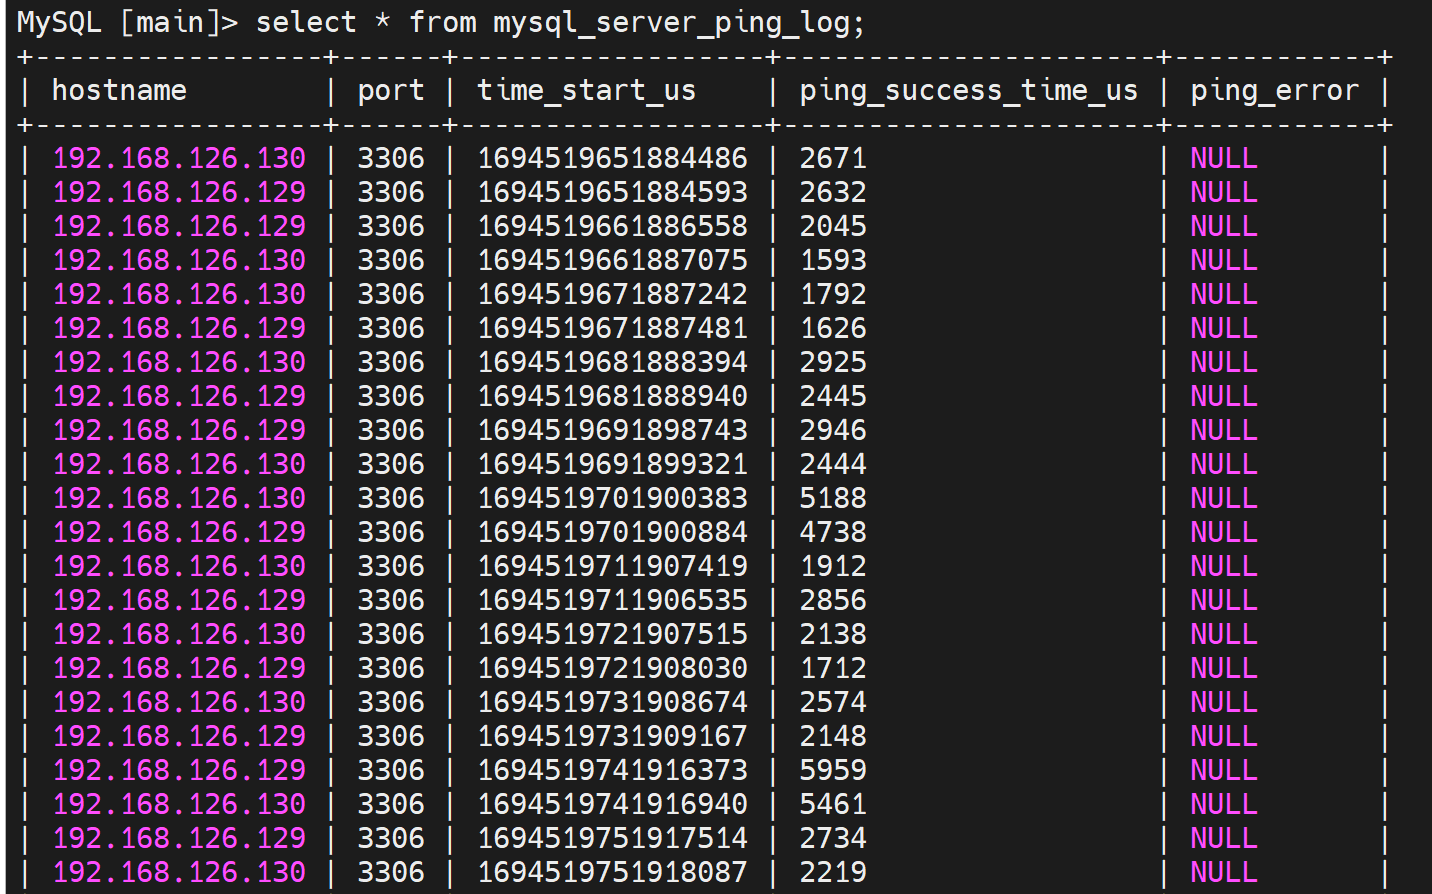 MySQL [main]> select * from mysql_server_ping_log;
+-----------------+------+------------------+----------------------+------------+
| hostname        | port | time_start_us    | ping_success_time_us | ping_error |
+-----------------+------+------------------+----------------------+------------+
| 192.168.126.130 | 3306 | 1694519651884486 | 2671                 | NULL       |
| 192.168.126.129 | 3306 | 1694519651884593 | 2632                 | NULL       |
| 192.168.126.129 | 3306 | 1694519661886558 | 2045                 | NULL       |
| 192.168.126.130 | 3306 | 1694519661887075 | 1593                 | NULL       |
| 192.168.126.130 | 3306 | 1694519671887242 | 1792                 | NULL       |
| 192.168.126.129 | 3306 | 1694519671887481 | 1626                 | NULL       |
| 192.168.126.130 | 3306 | 1694519681888394 | 2925                 | NULL       |
| 192.168.126.129 | 3306 | 1694519681888940 | 2445                 | NULL       |
| 192.168.126.129 | 3306 | 1694519691898743 | 2946                 | NULL       |
| 192.168.126.130 | 3306 | 1694519691899321 | 2444                 | NULL       |
| 192.168.126.130 | 3306 | 1694519701900383 | 5188                 | NULL       |
| 192.168.126.129 | 3306 | 1694519701900884 | 4738                 | NULL       |
| 192.168.126.130 | 3306 | 1694519711907419 | 1912                 | NULL       |
| 192.168.126.129 | 3306 | 1694519711906535 | 2856                 | NULL       |
| 192.168.126.130 | 3306 | 1694519721907515 | 2138                 | NULL       |
| 192.168.126.129 | 3306 | 1694519721908030 | 1712                 | NULL       |
| 192.168.126.130 | 3306 | 1694519731908674 | 2574                 | NULL       |
| 192.168.126.129 | 3306 | 1694519731909167 | 2148                 | NULL       |
| 192.168.126.129 | 3306 | 1694519741916373 | 5959                 | NULL       |
| 192.168.126.130 | 3306 | 1694519741916940 | 5461                 | NULL       |
| 192.168.126.129 | 3306 | 1694519751917514 | 2734                 | NULL       |
| 192.168.126.130 | 3306 | 1694519751918087 | 2219                 | NULL       |